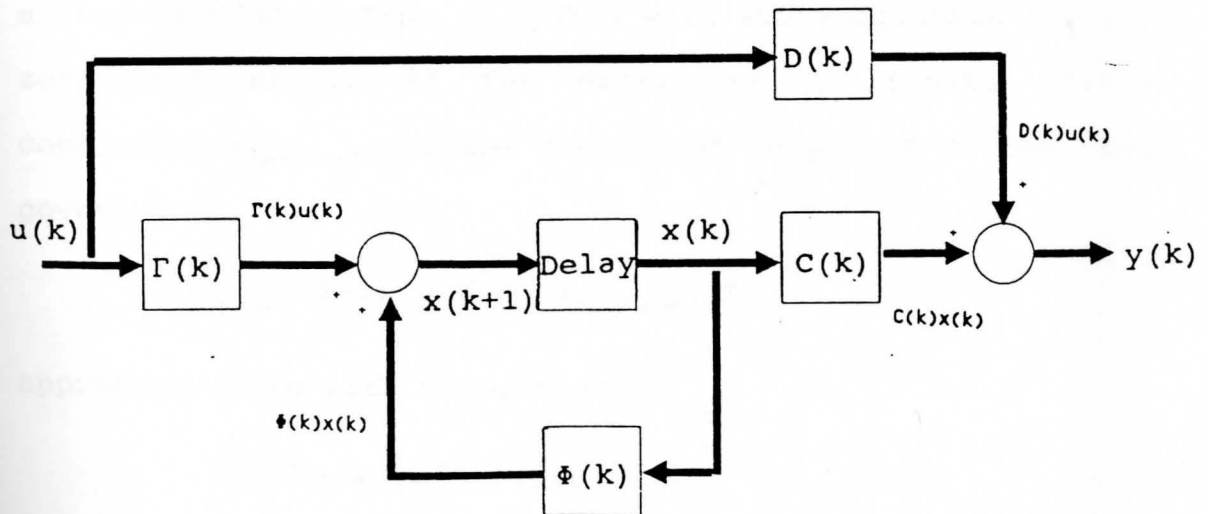 D(k)
D(k)u(k)
+
u(k)
Γ(k)
Γ(k)u(k)
+
+
x(k+1)
Delay
x(k)
C(k)
C(k)x(k)
+
y(k)
Φ(k)x(k)
Φ(k)